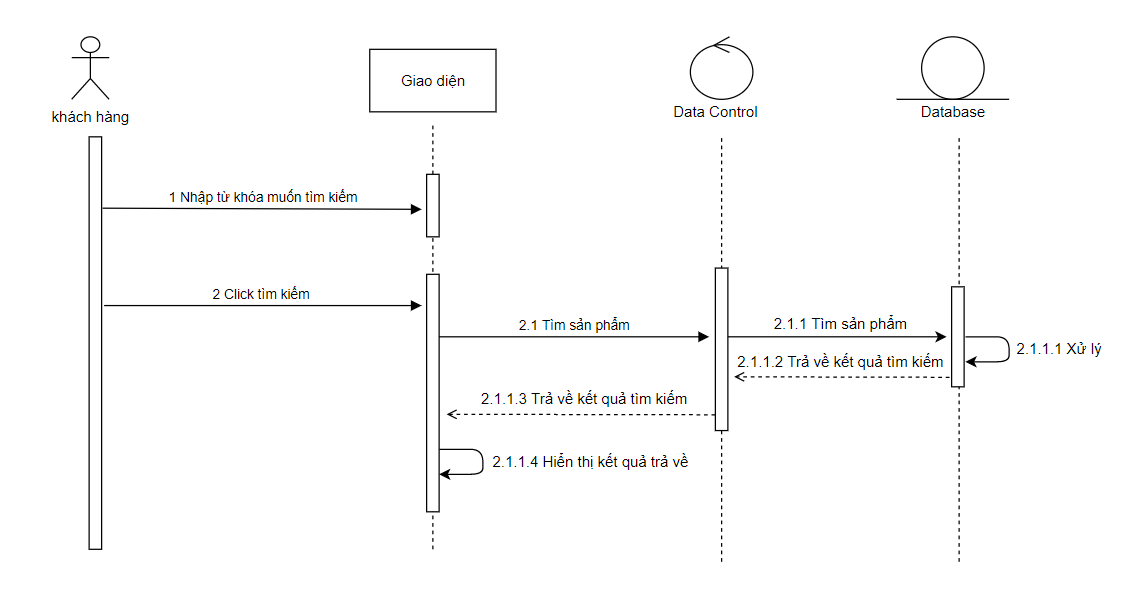 khách hàng
Giao diện
Data Control
Database
1 Nhập từ khóa muốn tìm kiếm
2 Click tìm kiếm
2.1 Tìm sản phẩm
2.1.1 Tìm sản phẩm
2.1.1.1 Xử lý
2.1.1.2 Trả về kết quả tìm kiếm
2.1.1.3 Trả về kết quả tìm kiếm
2.1.1.4 Hiển thị kết quả trả về